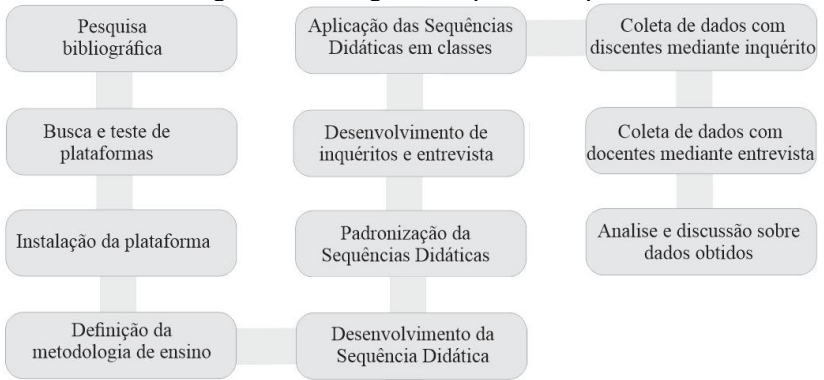 Pesquisa
bibliográfica
Busca e teste de
plataformas
Instalação da plataforma
Definição da
metodologia de ensino
Desenvolvimento da
Sequência Didática
Padronização da
Sequências Didáticas
Desenvolvimento de
inquéritos e entrevista
Aplicação das Sequências
Didáticas em classes
Coleta de dados com
discentes mediante inquérito
Coleta de dados com
docentes mediante entrevista
Analise e discussão sobre
dados obtidos